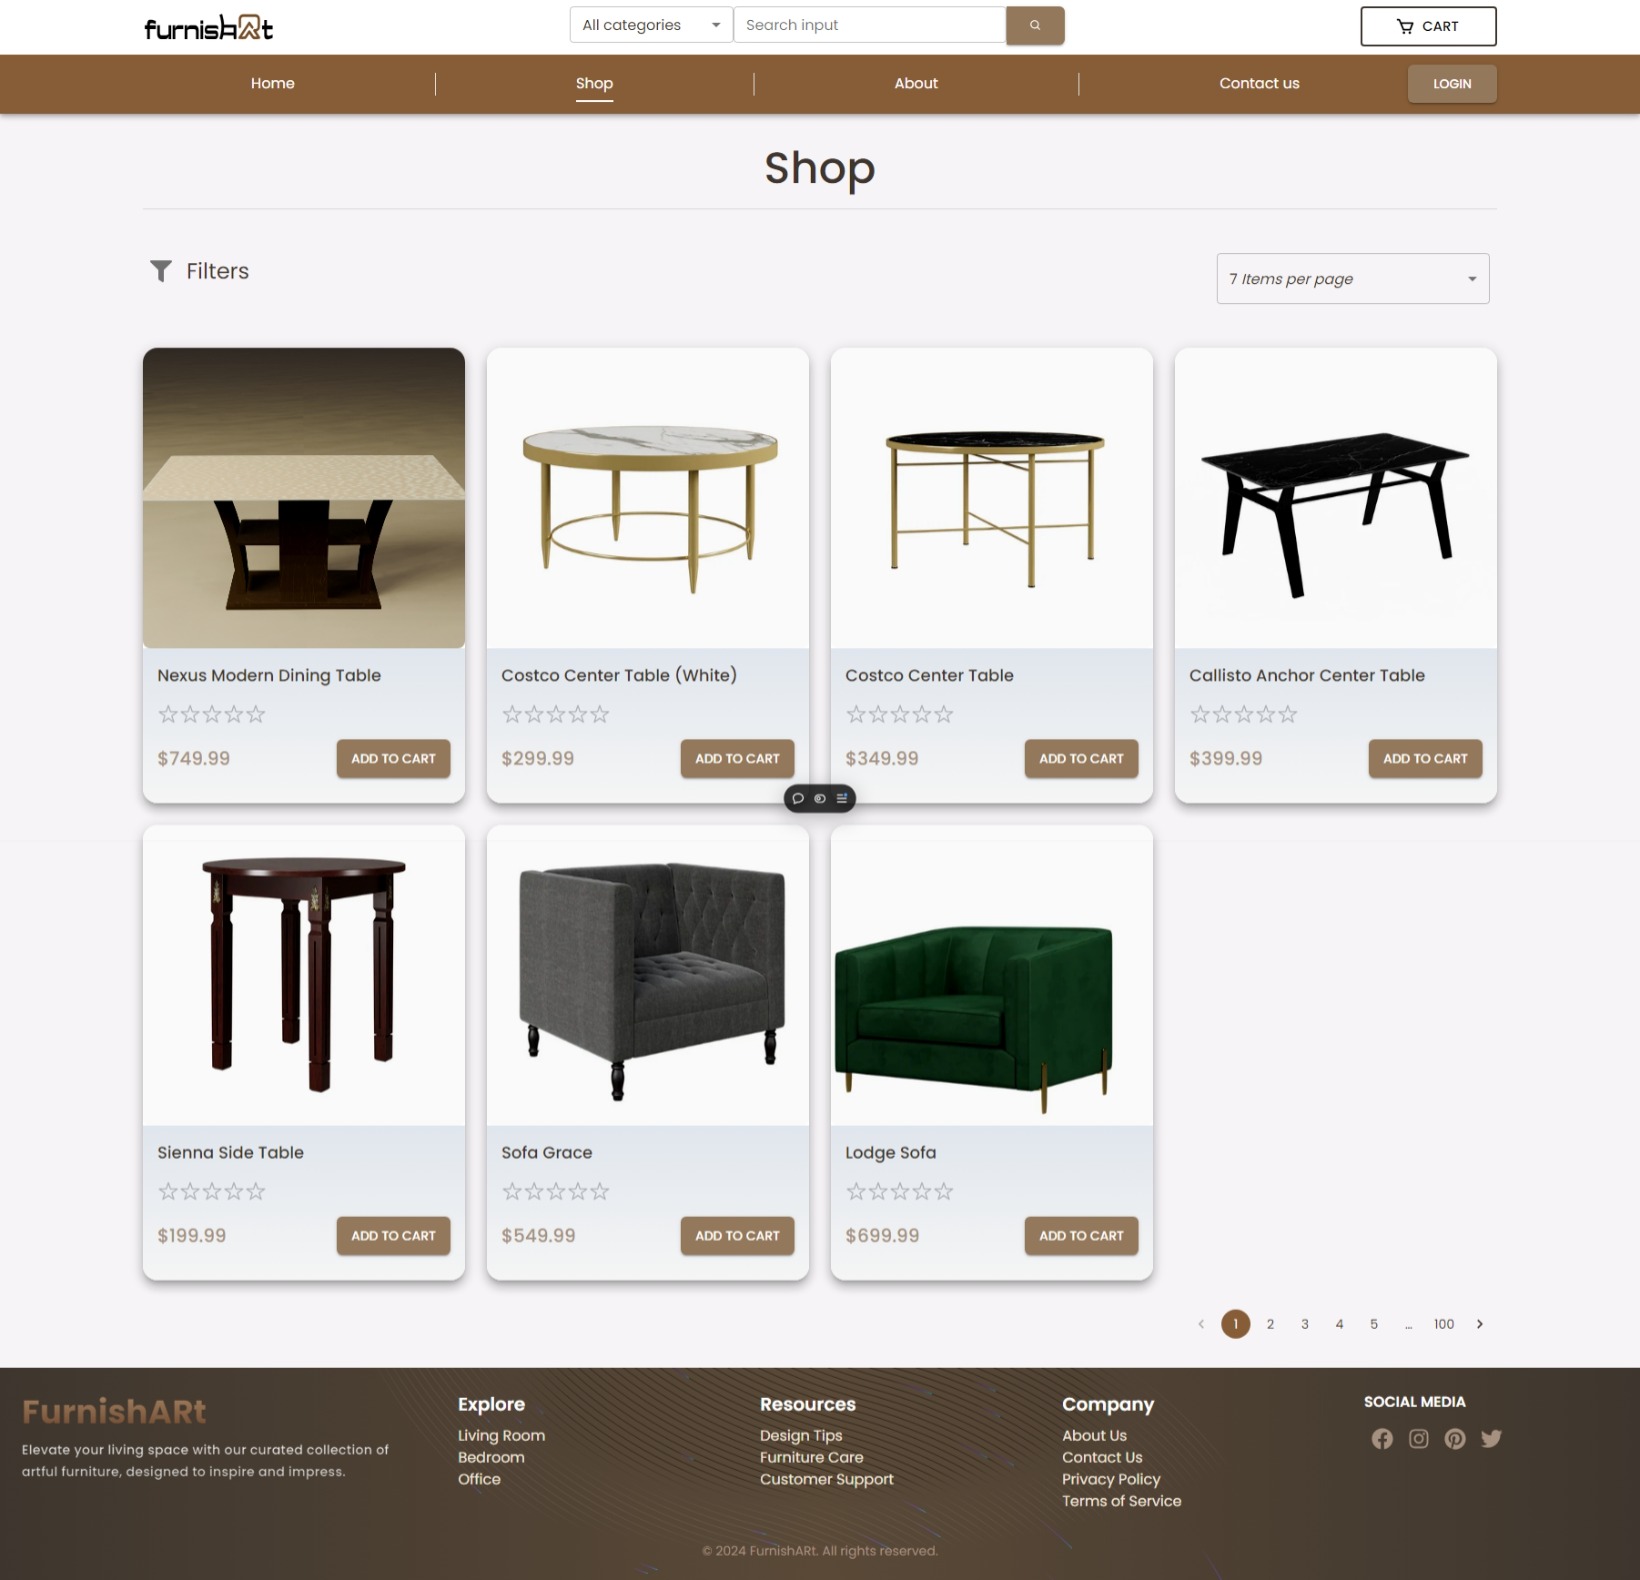 furnishARt
All categories
Search input
CART
Home
Shop
About
Contact us
LOGIN
Shop
Filters
7 Items per page
Nexus Modern Dining Table
$749.99
ADD TO CART
Costco Center Table (White)
$299.99
ADD TO CART
Costco Center Table
$349.99
ADD TO CART
Callisto Anchor Center Table
$399.99
ADD TO CART
Sienna Side Table
$199.99
ADD TO CART
Sofa Grace
$549.99
ADD TO CART
Lodge Sofa
$699.99
ADD TO CART
1 2 3 4 5 ... 100
FurnishARt
Elevate your living space with our curated collection of
artful furniture, designed to inspire and impress.
Explore
Living Room
Bedroom
Office
Resources
Design Tips
Furniture Care
Customer Support
Company
About Us
Contact Us
Privacy Policy
Terms of Service
SOCIAL MEDIA
© 2024 FurnishARt. All rights reserved.